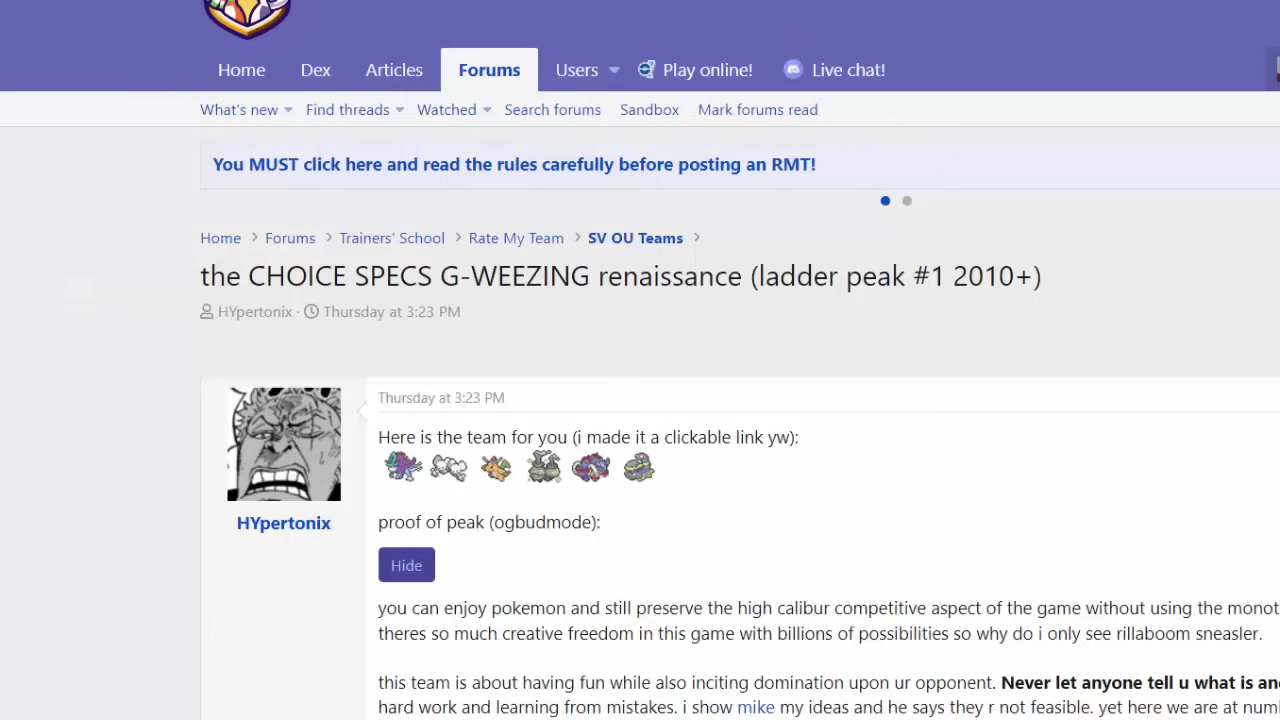 Home Dex Articles Forums Users Play online! Live chat!
What's new Find threads Watched Search forums Sandbox Mark forums read
You MUST click here and read the rules carefully before posting an RMT!
Home > Forums > Trainers' School > Rate My Team > SV OU Teams >
the CHOICE SPECS G-WEEZING renaissance (ladder peak #1 2010+)
HYpertonix · Thursday at 3:23 PM
Thursday at 3:23 PM
Here is the team for you (i made it a clickable link yw):
HYpertonix
proof of peak (ogbudmode):
Hide
you can enjoy pokemon and still preserve the high calibur competitive aspect of the game without using the monot
theres so much creative freedom in this game with billions of possibilities so why do i only see rillaboom sneasler.
this team is about having fun while also inciting domination upon ur opponent. Never let anyone tell u what is an
hard work and learning from mistakes. i show mike my ideas and he says they r not feasible. yet here we are at num